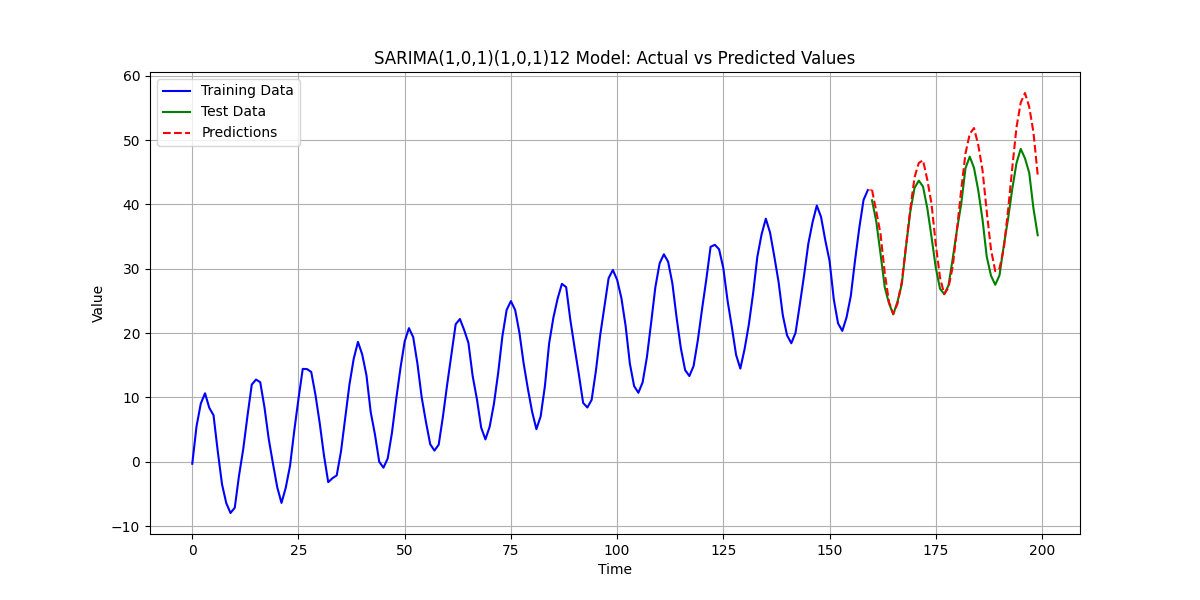 SARIMA(1,0,1)(1,0,1)12 Model: Actual vs Predicted Values
Training Data
Test Data
Predictions
Value
60
50
40
30
20
10
0
−10
0 25 50 75 100 125 150 175 200
Time